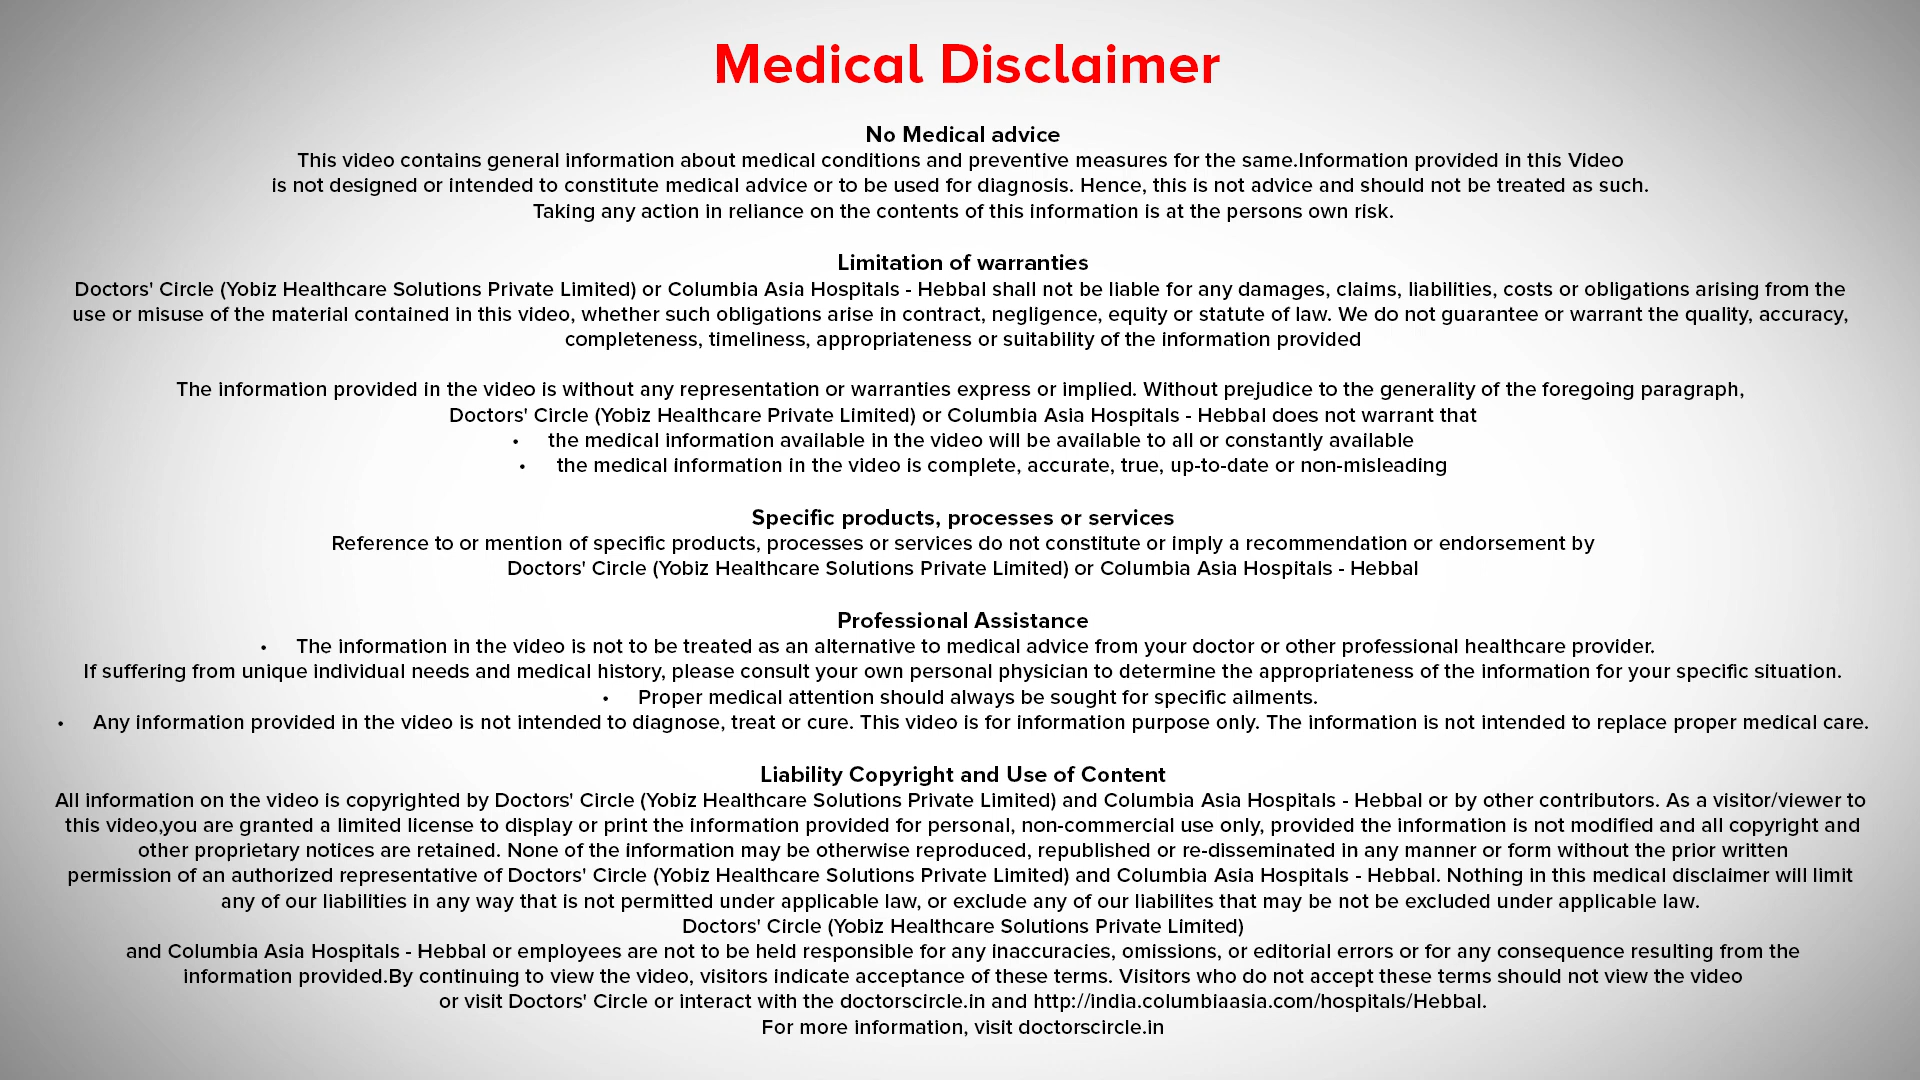 Medical Disclaimer
No Medical advice
This video contains general information about medical conditions and preventive measures for the same.Information provided in this Video
is not designed or intended to constitute medical advice or to be used for diagnosis. Hence, this is not advice and should not be treated as such.
Taking any action in reliance on the contents of this information is at the persons own risk.
Limitation of warranties
Doctors' Circle (Yobiz Healthcare Solutions Private Limited) or Columbia Asia Hospitals - Hebbal shall not be liable for any damages, claims, liabilities, costs or obligations arising from the
use or misuse of the material contained in this video, whether such obligations arise in contract, negligence, equity or statute of law. We do not guarantee or warrant the quality, accuracy,
completeness, timeliness, appropriateness or suitability of the information provided
The information provided in the video is without any representation or warranties express or implied. Without prejudice to the generality of the foregoing paragraph,
Doctors' Circle (Yobiz Healthcare Private Limited) or Columbia Asia Hospitals - Hebbal does not warrant that
• the medical information available in the video will be available to all or constantly available
• the medical information in the video is complete, accurate, true, up-to-date or non-misleading
Specific products, processes or services
Reference to or mention of specific products, processes or services do not constitute or imply a recommendation or endorsement by
Doctors' Circle (Yobiz Healthcare Solutions Private Limited) or Columbia Asia Hospitals - Hebbal
Professional Assistance
• The information in the video is not to be treated as an alternative to medical advice from your doctor or other professional healthcare provider.
If suffering from unique individual needs and medical history, please consult your own personal physician to determine the appropriateness of the information for your specific situation.
• Proper medical attention should always be sought for specific ailments.
• Any information provided in the video is not intended to diagnose, treat or cure. This video is for information purpose only. The information is not intended to replace proper medical care.
Liability Copyright and Use of Content
All information on the video is copyrighted by Doctors' Circle (Yobiz Healthcare Solutions Private Limited) and Columbia Asia Hospitals - Hebbal or by other contributors. As a visitor/viewer to
this video,you are granted a limited license to display or print the information provided for personal, non-commercial use only, provided the information is not modified and all copyright and
other proprietary notices are retained. None of the information may be otherwise reproduced, republished or re-disseminated in any manner or form without the prior written
permission of an authorized representative of Doctors' Circle (Yobiz Healthcare Solutions Private Limited) and Columbia Asia Hospitals - Hebbal. Nothing in this medical disclaimer will limit
any of our liabilities in any way that is not permitted under applicable law, or exclude any of our liabilites that may be not be excluded under applicable law.
Doctors' Circle (Yobiz Healthcare Solutions Private Limited)
and Columbia Asia Hospitals - Hebbal or employees are not to be held responsible for any inaccuracies, omissions, or editorial errors or for any consequence resulting from the
information provided.By continuing to view the video, visitors indicate acceptance of these terms. Visitors who do not accept these terms should not view the video
or visit Doctors' Circle or interact with the doctorscircle.in and http://india.columbiaasia.com/hospitals/Hebbal.
For more information, visit doctorscircle.in